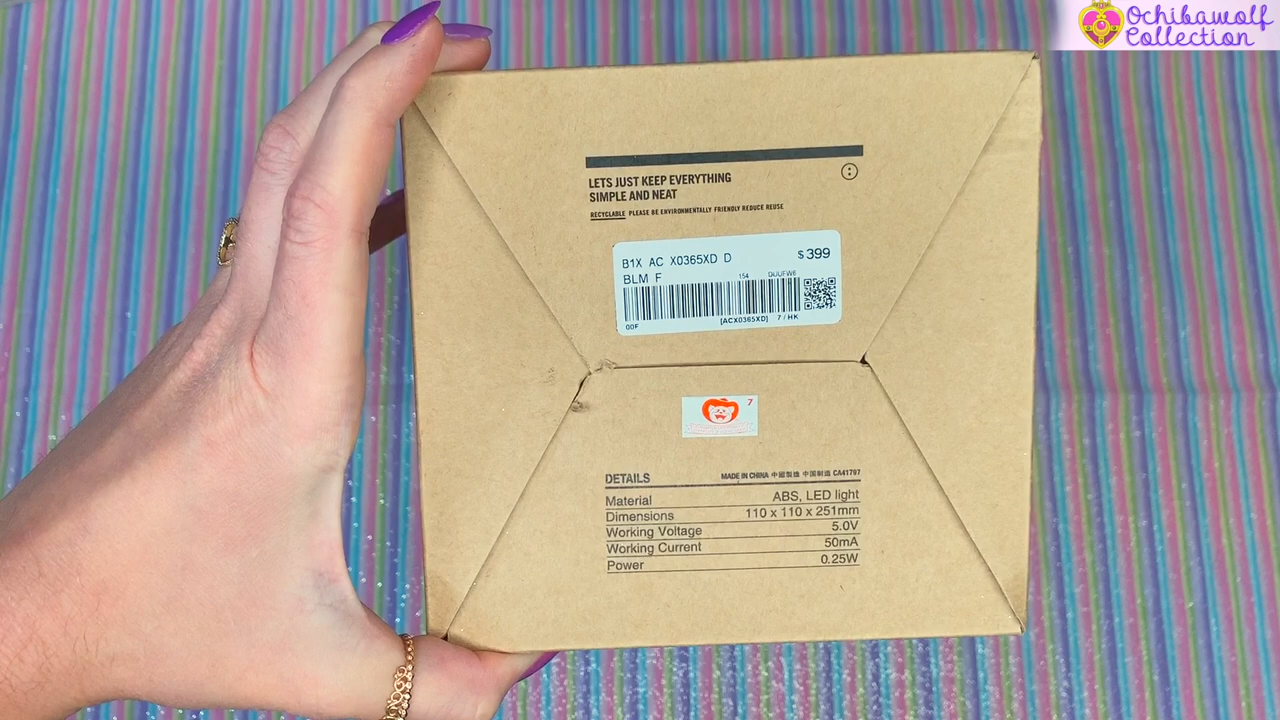 Ochibawolf
Collection
LETS JUST KEEP EVERYTHING
SIMPLE AND NEAT
RECYCLABLE PLEASE BE ENVIRONMENTALLY FRIENDLY REDUCE REUSE
B1X AC X0365XD D $399
BLM F 154 DUUFW6
00F [ACX0365XD] 7 / HK
7
DETAILS MADE IN CHINA 中國製造 中国制造 CA41797
Material ABS, LED light
Dimensions 110 x 110 x 251mm
Working Voltage 5.0V
Working Current 50mA
Power 0.25W